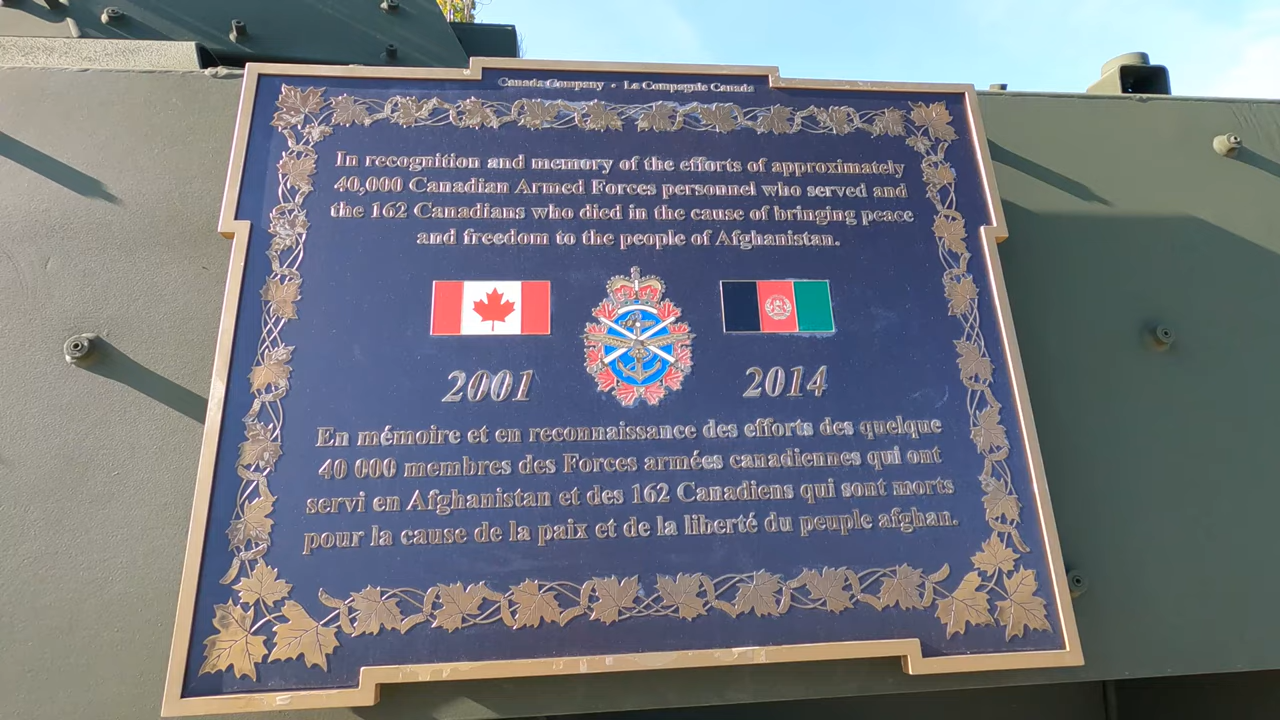 Canada Company • La Compagnie Canada
In recognition and memory of the efforts of approximately
40,000 Canadian Armed Forces personnel who served and
the 162 Canadians who died in the cause of bringing peace
and freedom to the people of Afghanistan.
2001 2014
En mémoire et en reconnaissance des efforts des quelque
40 000 membres des Forces armées canadiennes qui ont
servi en Afghanistan et des 162 Canadiens qui sont morts
pour la cause de la paix et de la liberté du peuple afghan.